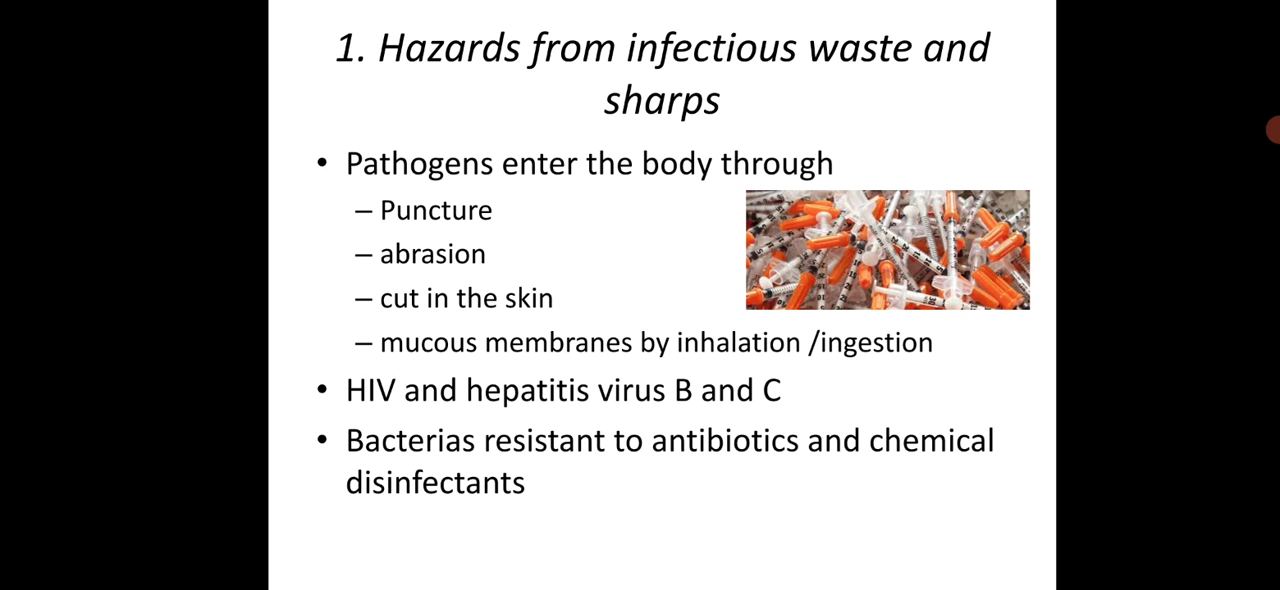 1. Hazards from infectious waste and
sharps
• Pathogens enter the body through
– Puncture
– abrasion
– cut in the skin
– mucous membranes by inhalation /ingestion
• HIV and hepatitis virus B and C
• Bacterias resistant to antibiotics and chemical
disinfectants